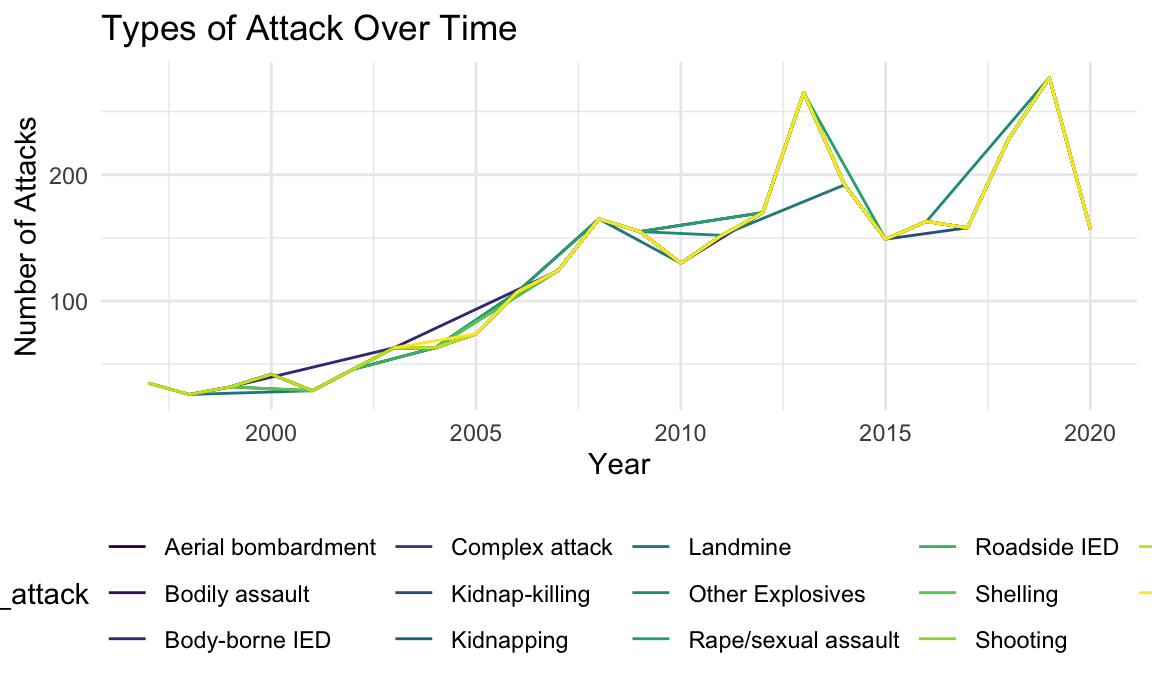 Types of Attack Over Time
Number of Attacks
200
100
2000 2005 2010 2015 2020
Year
_attack
Aerial bombardment Complex attack Landmine Roadside IED
Bodily assault Kidnap-killing Other Explosives Shelling
Body-borne IED Kidnapping Rape/sexual assault Shooting